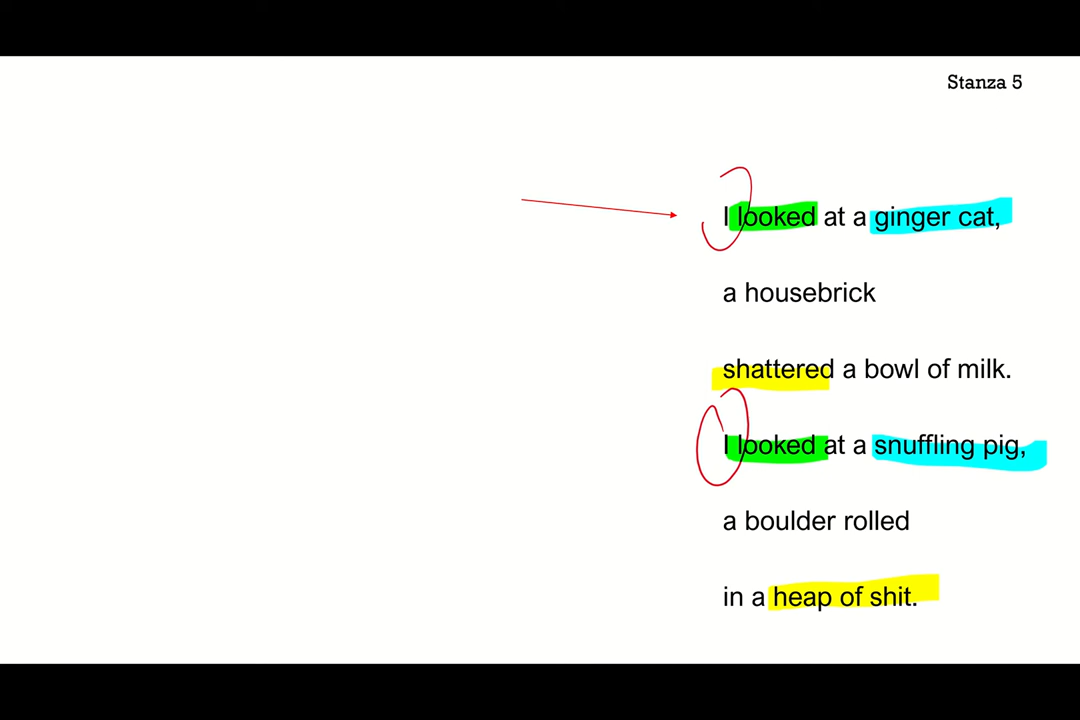 Stanza 5
I looked at a ginger cat,
a housebrick
shattered a bowl of milk.
I looked at a snuffling pig,
a boulder rolled
in a heap of shit.